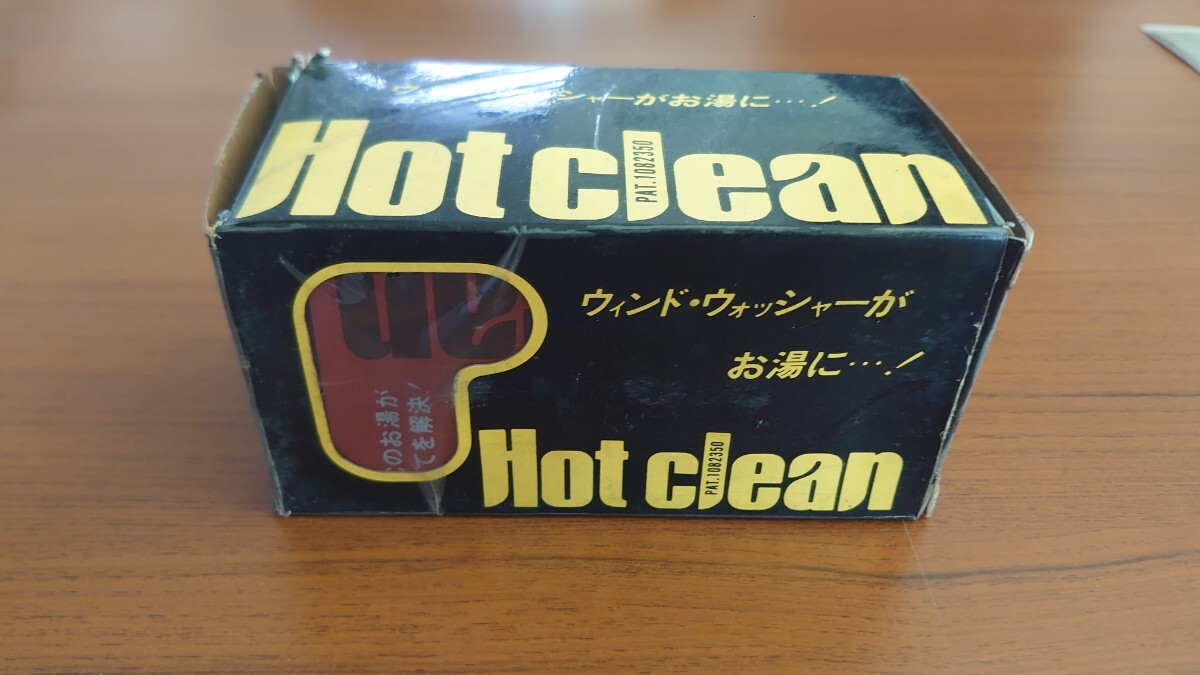 シャーがお湯に…!
Hot clean
PAT.1082350
ウィンド・ウォッシャーが
お湯に…!
のお湯が
てを解決!
Hot clean
PAT.1082350